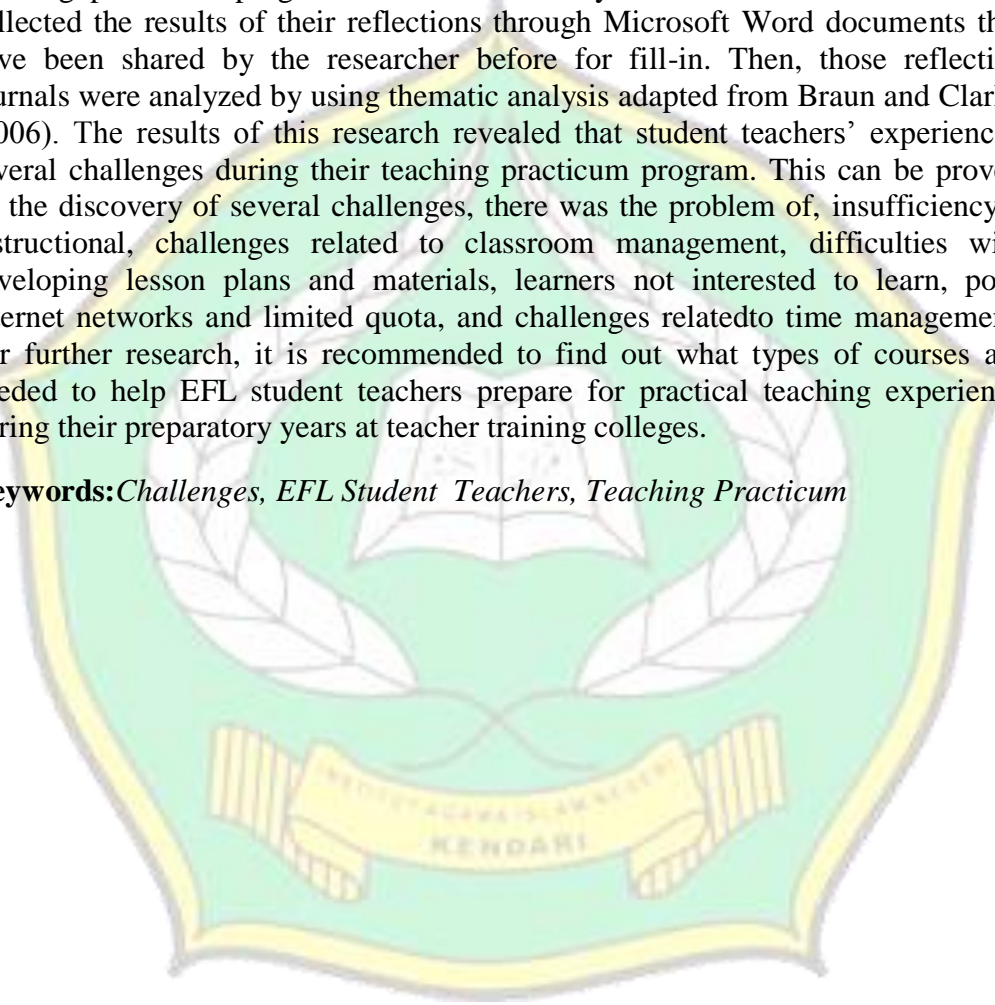 llected the results of their reflections through Microsoft Word documents th
ve been shared by the researcher before for fill-in. Then, those reflecti
urnals were analyzed by using thematic analysis adapted from Braun and Clark
006). The results of this research revealed that student teachers' experienc
veral challenges during their teaching practicum program. This can be prove
the discovery of several challenges, there was the problem of, insufficiency
structional, challenges related to classroom management, difficulties wi
veloping lesson plans and materials, learners not interested to learn, po
ternet networks and limited quota, and challenges relatedto time managemen
r further research, it is recommended to find out what types of courses a
eded to help EFL student teachers prepare for practical teaching experien
ring their preparatory years at teacher training colleges.
eywords:Challenges, EFL Student Teachers, Teaching Practicum
INSTITUT AGAMA ISLAM NEGERI
KENDARI